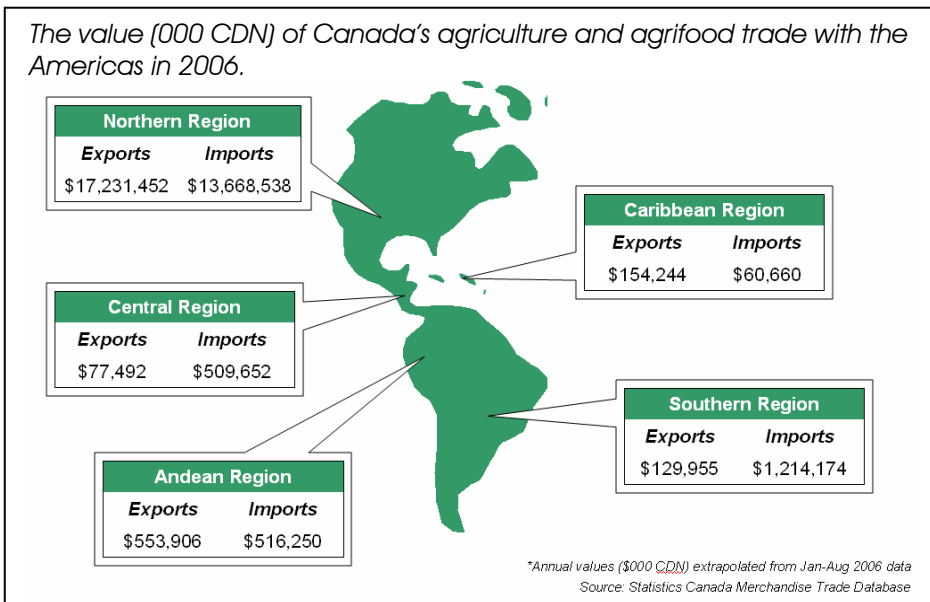 The value (000 CDN) of Canada's agriculture and agrifood trade with the
Americas in 2006.
Northern Region
Exports Imports
$17,231,452 $13,668,538
Caribbean Region
Exports Imports
$154,244 $60,660
Central Region
Exports Imports
$77,492 $509,652
Southern Region
Exports Imports
$129,955 $1,214,174
Andean Region
Exports Imports
$553,906 $516,250
*Annual values ($000 CDN) extrapolated from Jan-Aug 2006 data
Source: Statistics Canada Merchandise Trade Database